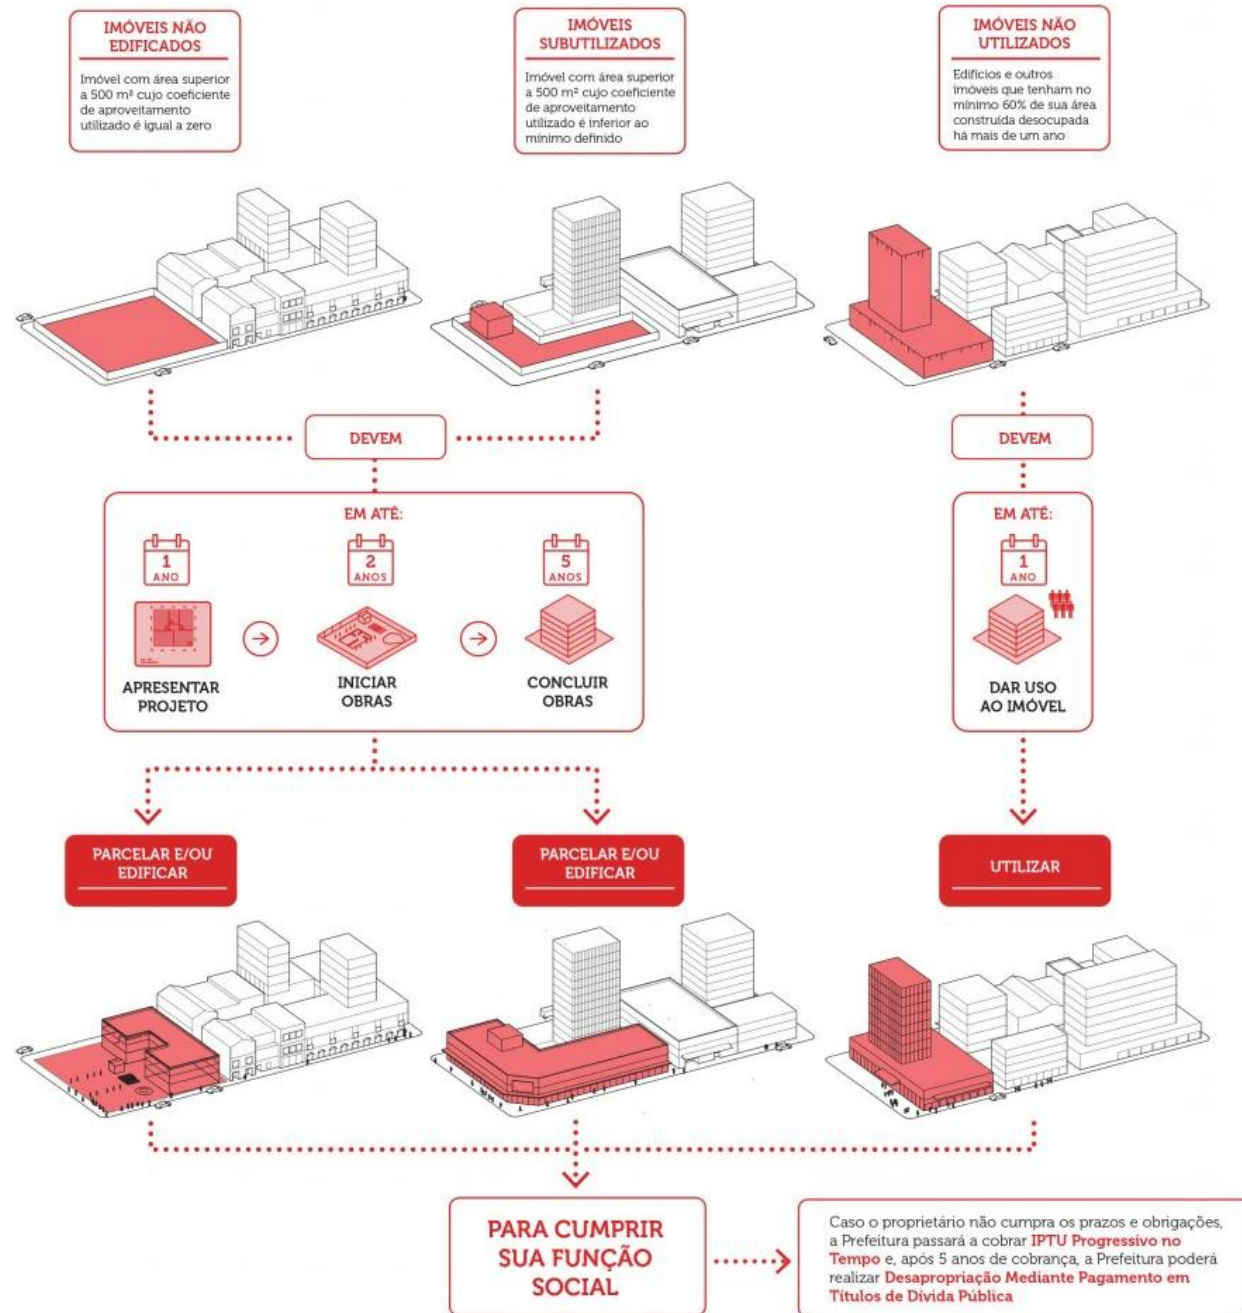 IMÓVEIS NÃO
EDIFICADOS
Imóvel com área superior
a 500 m² cujo coeficiente
de aproveitamento
utilizado é igual a zero
IMÓVEIS
SUBUTILIZADOS
Imóvel com área superior
a 500 m² cujo coeficiente
de aproveitamento
utilizado é inferior ao
mínimo definido
IMÓVEIS NÃO
UTILIZADOS
Edifícios e outros
imóveis que tenham no
mínimo 60% de sua área
construída desocupada
há mais de um ano
DEVEM
DEVEM
EM ATÉ:
1
ANO
2
ANOS
5
ANOS
APRESENTAR
PROJETO
INICIAR
OBRAS
CONCLUIR
OBRAS
EM ATÉ:
1
ANO
DAR USO
AO IMÓVEL
PARCELAR E/OU
EDIFICAR
PARCELAR E/OU
EDIFICAR
UTILIZAR
PARA CUMPRIR
SUA FUNÇÃO
SOCIAL
Caso o proprietário não cumpra os prazos e obrigações,
a Prefeitura passará a cobrar IPTU Progressivo no
Tempo e, após 5 anos de cobrança, a Prefeitura poderá
realizar Desapropriação Mediante Pagamento em
Títulos de Dívida Pública